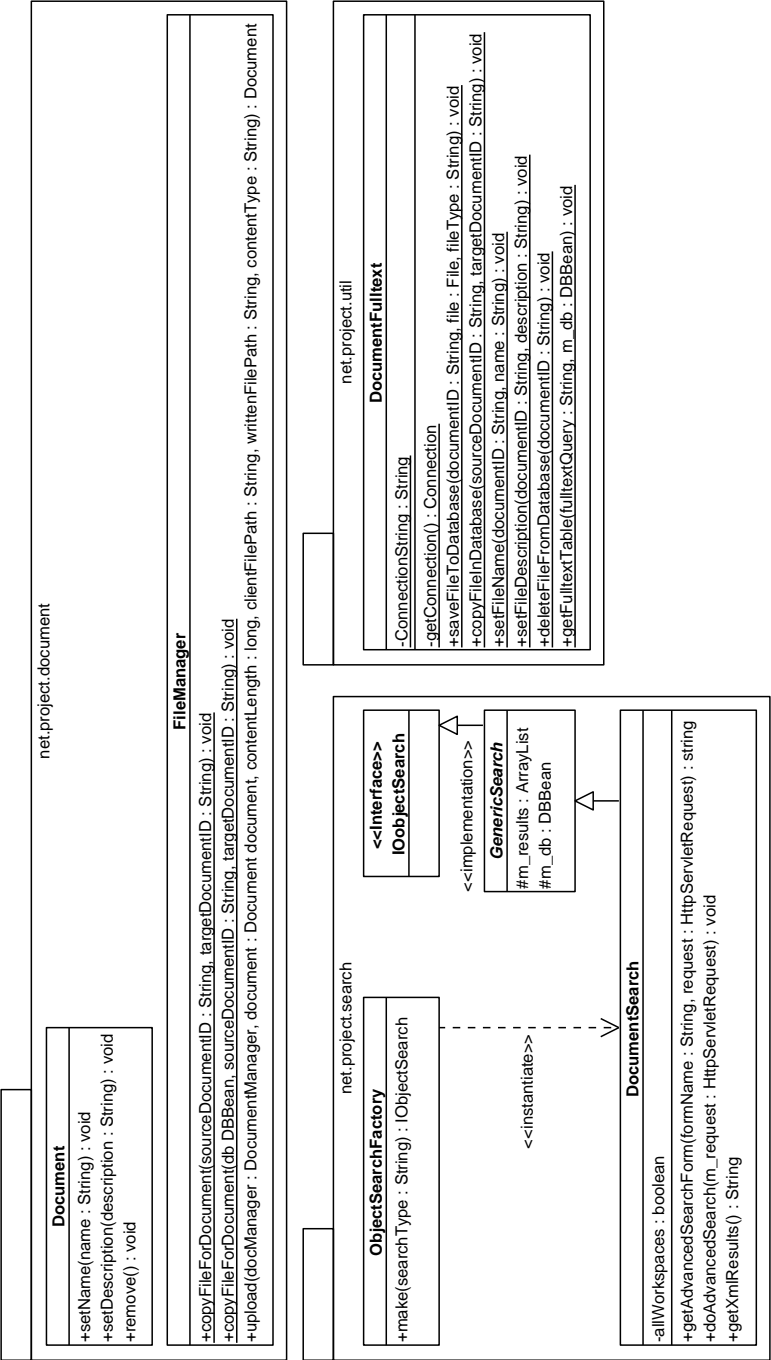 net.project.document
Document
+setName(name : String) : void
+setDescription(description : String) : void
+remove() : void
FileManager
+copyFileForDocument(sourceDocumentID : String, targetDocumentID : String) : void
+copyFileForDocument(db DBBean, sourceDocumentID : String, targetDocumentID : String) : void
+upload(docManager : DocumentManager, document : Document document, contentLength : long, clientFilePath : String, writtenFilePath : String, contentType : String) : Document
net.project.search
ObjectSearchFactory
+make(searchType : String) : IObjectSearch
<<Interface>>
IOobjectSearch
<<implementation>>
GenericSearch
#m_results : ArrayList
#m_db : DBBean
<<instantiate>>
DocumentSearch
-allWorkspaces : boolean
+getAdvancedSearchForm(formName : String, request : HttpServletRequest) : string
+doAdvancedSearch(m_request : HttpServletRequest) : void
+getXmlResults() : String
net.project.util
DocumentFulltext
-ConnectionString : String
-getConnection() : Connection
+saveFileToDatabase(documentID : String, file : File, fileType : String) : void
+copyFileInDatabase(sourceDocumentID : String, targetDocumentID : String) : void
+setFileName(documentID : String, name : String) : void
+setFileDescription(documentID : String, description : String) : void
+deleteFileFromDatabase(documentID : String) : void
+getFulltextTable(fulltextQuery : String, m_db : DBBean) : void